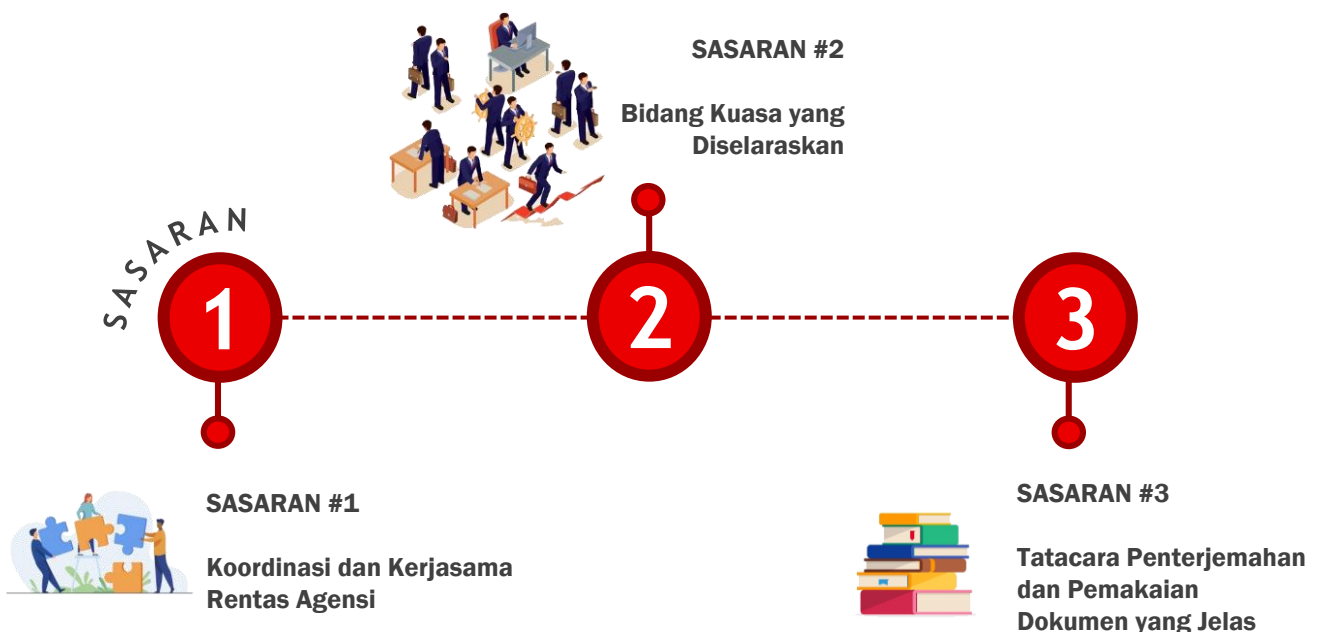 SASARAN #2
Bidang Kuasa yang
Diselaraskan
SASARAN
1
2
3
SASARAN #1
Koordinasi dan Kerjasama
Rentas Agensi
SASARAN #3
Tatacara Penterjemahan
dan Pemakaian
Dokumen yang Jelas